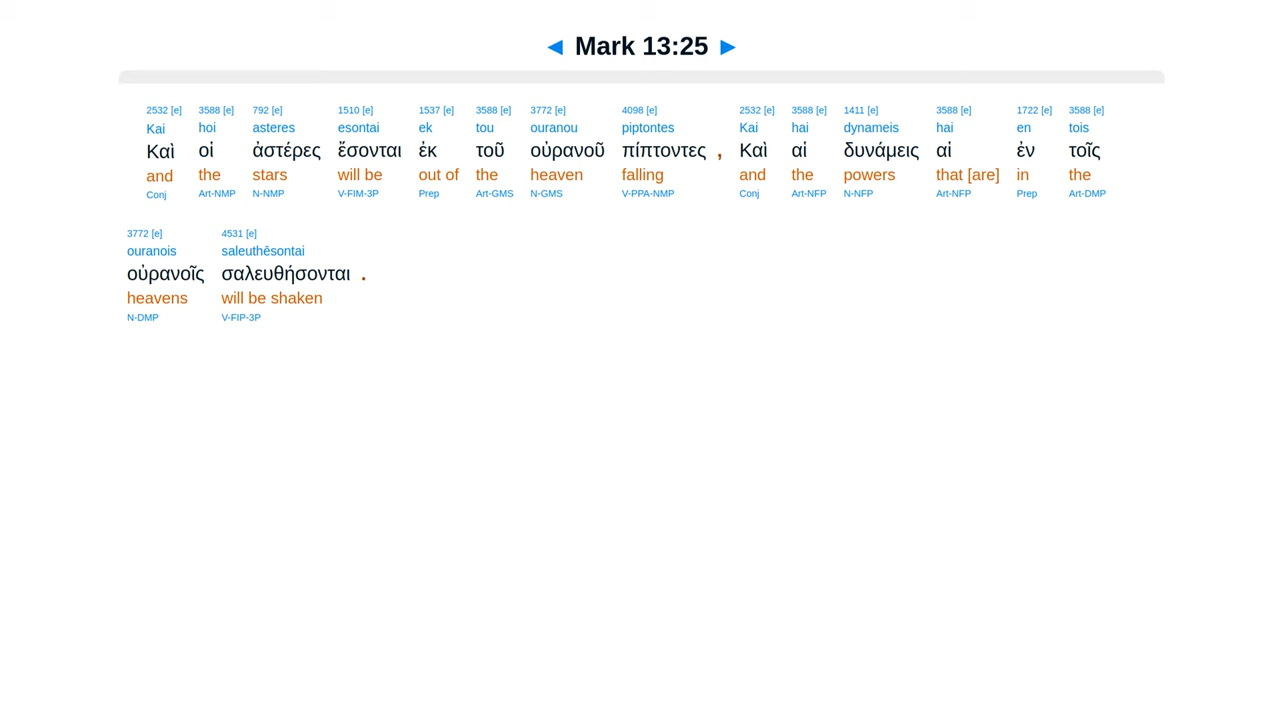 ◄ Mark 13:25 ►
2532 [e] 3588 [e] 792 [e] 1510 [e] 1537 [e] 3588 [e] 3772 [e] 4098 [e] 2532 [e] 3588 [e] 1411 [e] 3588 [e] 1722 [e] 3588 [e]
Kai hoi asteres esontai ek tou ouranou piptontes Kai hai dynameis hai en tois
Καὶ οἱ ἀστέρες ἔσονται ἐκ τοῦ οὐρανοῦ πίπτοντες , Καὶ αἱ δυνάμεις αἱ ἐν τοῖς
and the stars will be out of the heaven falling and the powers that [are] in the
Conj Art-NMP N-NMP V-FIM-3P Prep Art-GMS N-GMS V-PPA-NMP Conj Art-NFP N-NFP Art-NFP Prep Art-DMP
3772 [e] 4531 [e]
ouranois saleuthēsontai
οὐρανοῖς σαλευθήσονται .
heavens will be shaken
N-DMP V-FIP-3P